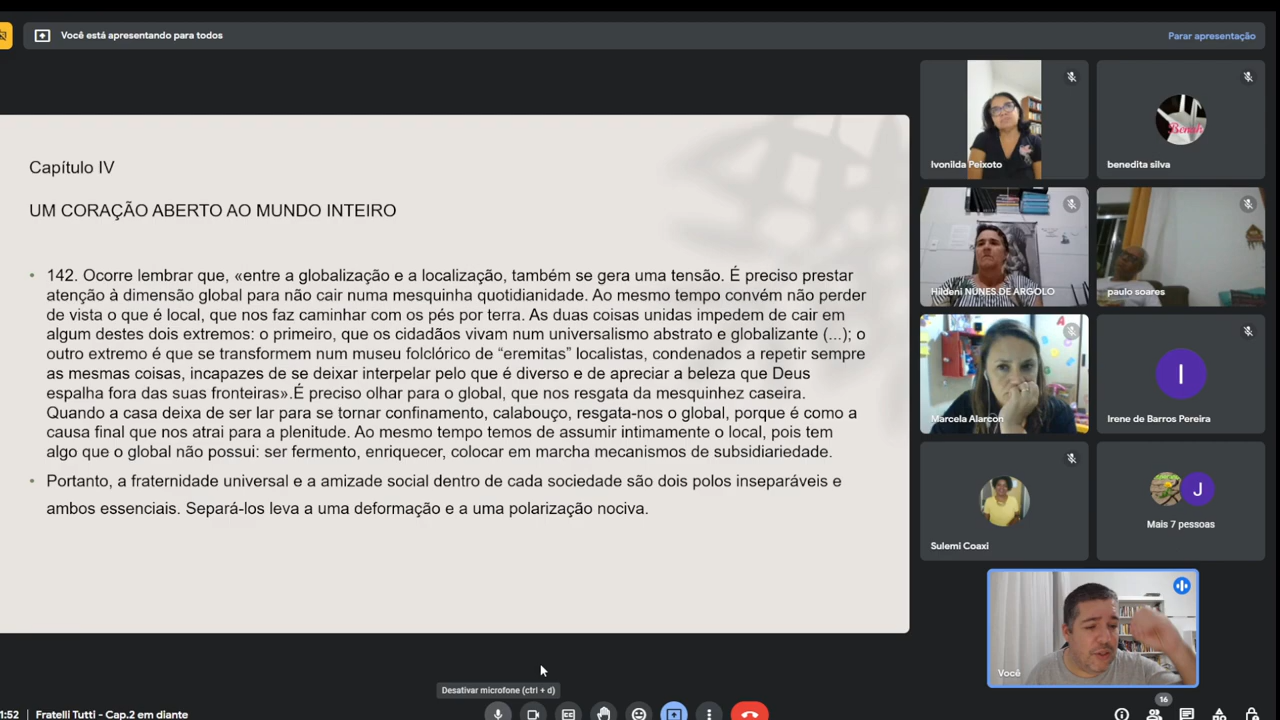 Você está apresentando para todos
Parar apresentação
Capítulo IV
UM CORAÇÃO ABERTO AO MUNDO INTEIRO
• 142. Ocorre lembrar que, «entre a globalização e a localização, também se gera uma tensão. É preciso prestar
atenção à dimensão global para não cair numa mesquinha quotidianidade. Ao mesmo tempo convém não perder
de vista o que é local, que nos faz caminhar com os pés por terra. As duas coisas unidas impedem de cair em
algum destes dois extremos: o primeiro, que os cidadãos vivam num universalismo abstrato e globalizante (...); o
outro extremo é que se transformem num museu folclórico de “eremitas” localistas, condenados a repetir sempre
as mesmas coisas, incapazes de se deixar interpelar pelo que é diverso e de apreciar a beleza que Deus
espalha fora das suas fronteiras».É preciso olhar para o global, que nos resgata da mesquinhez caseira.
Quando a casa deixa de ser lar para se tornar confinamento, calabouço, resgata-nos o global, porque é como a
causa final que nos atrai para a plenitude. Ao mesmo tempo temos de assumir intimamente o local, pois tem
algo que o global não possui: ser fermento, enriquecer, colocar em marcha mecanismos de subsidiariedade.
• Portanto, a fraternidade universal e a amizade social dentro de cada sociedade são dois polos inseparáveis e
ambos essenciais. Separá-los leva a uma deformação e a uma polarização nociva.
Ivonilda Peixoto
Bonsh
benedita silva
Hildeni NUNES DE ARGOLO
paulo soares
Marcela Alarcon
I
Irene de Barros Pereira
Sulemi Coaxi
J
Mais 7 pessoas
Você
Desativar microfone (ctrl + d)
1:52 | Fratelli Tutti - Cap.2 em diante
16